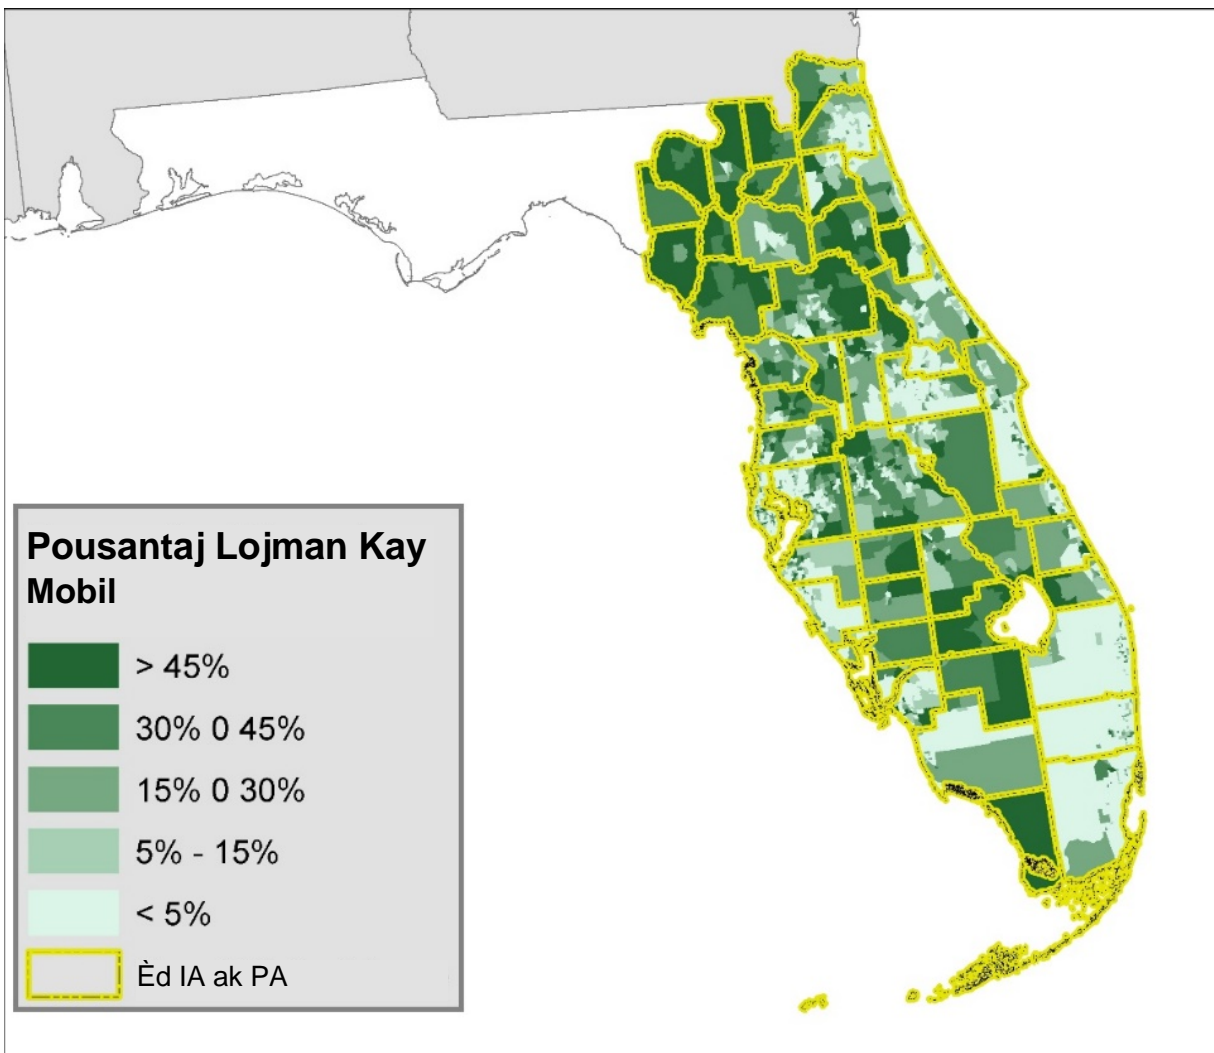 Pousantaj Lojman Kay
Mobil
> 45%
30% 0 45%
15% 0 30%
5% - 15%
< 5%
Èd IA ak PA